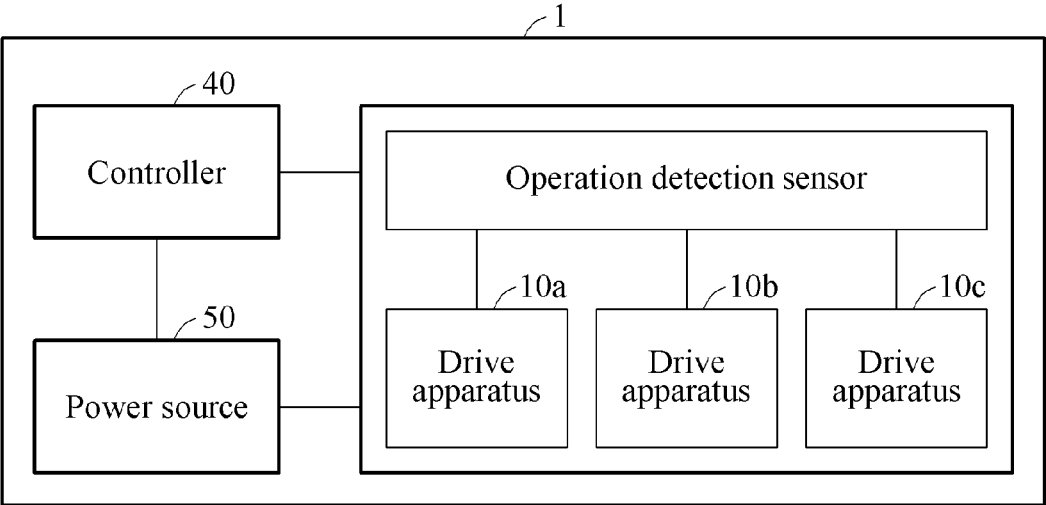 1
40
Controller
Operation detection sensor
10a
10b
10c
50
Power source
Drive
apparatus
Drive
apparatus
Drive
apparatus